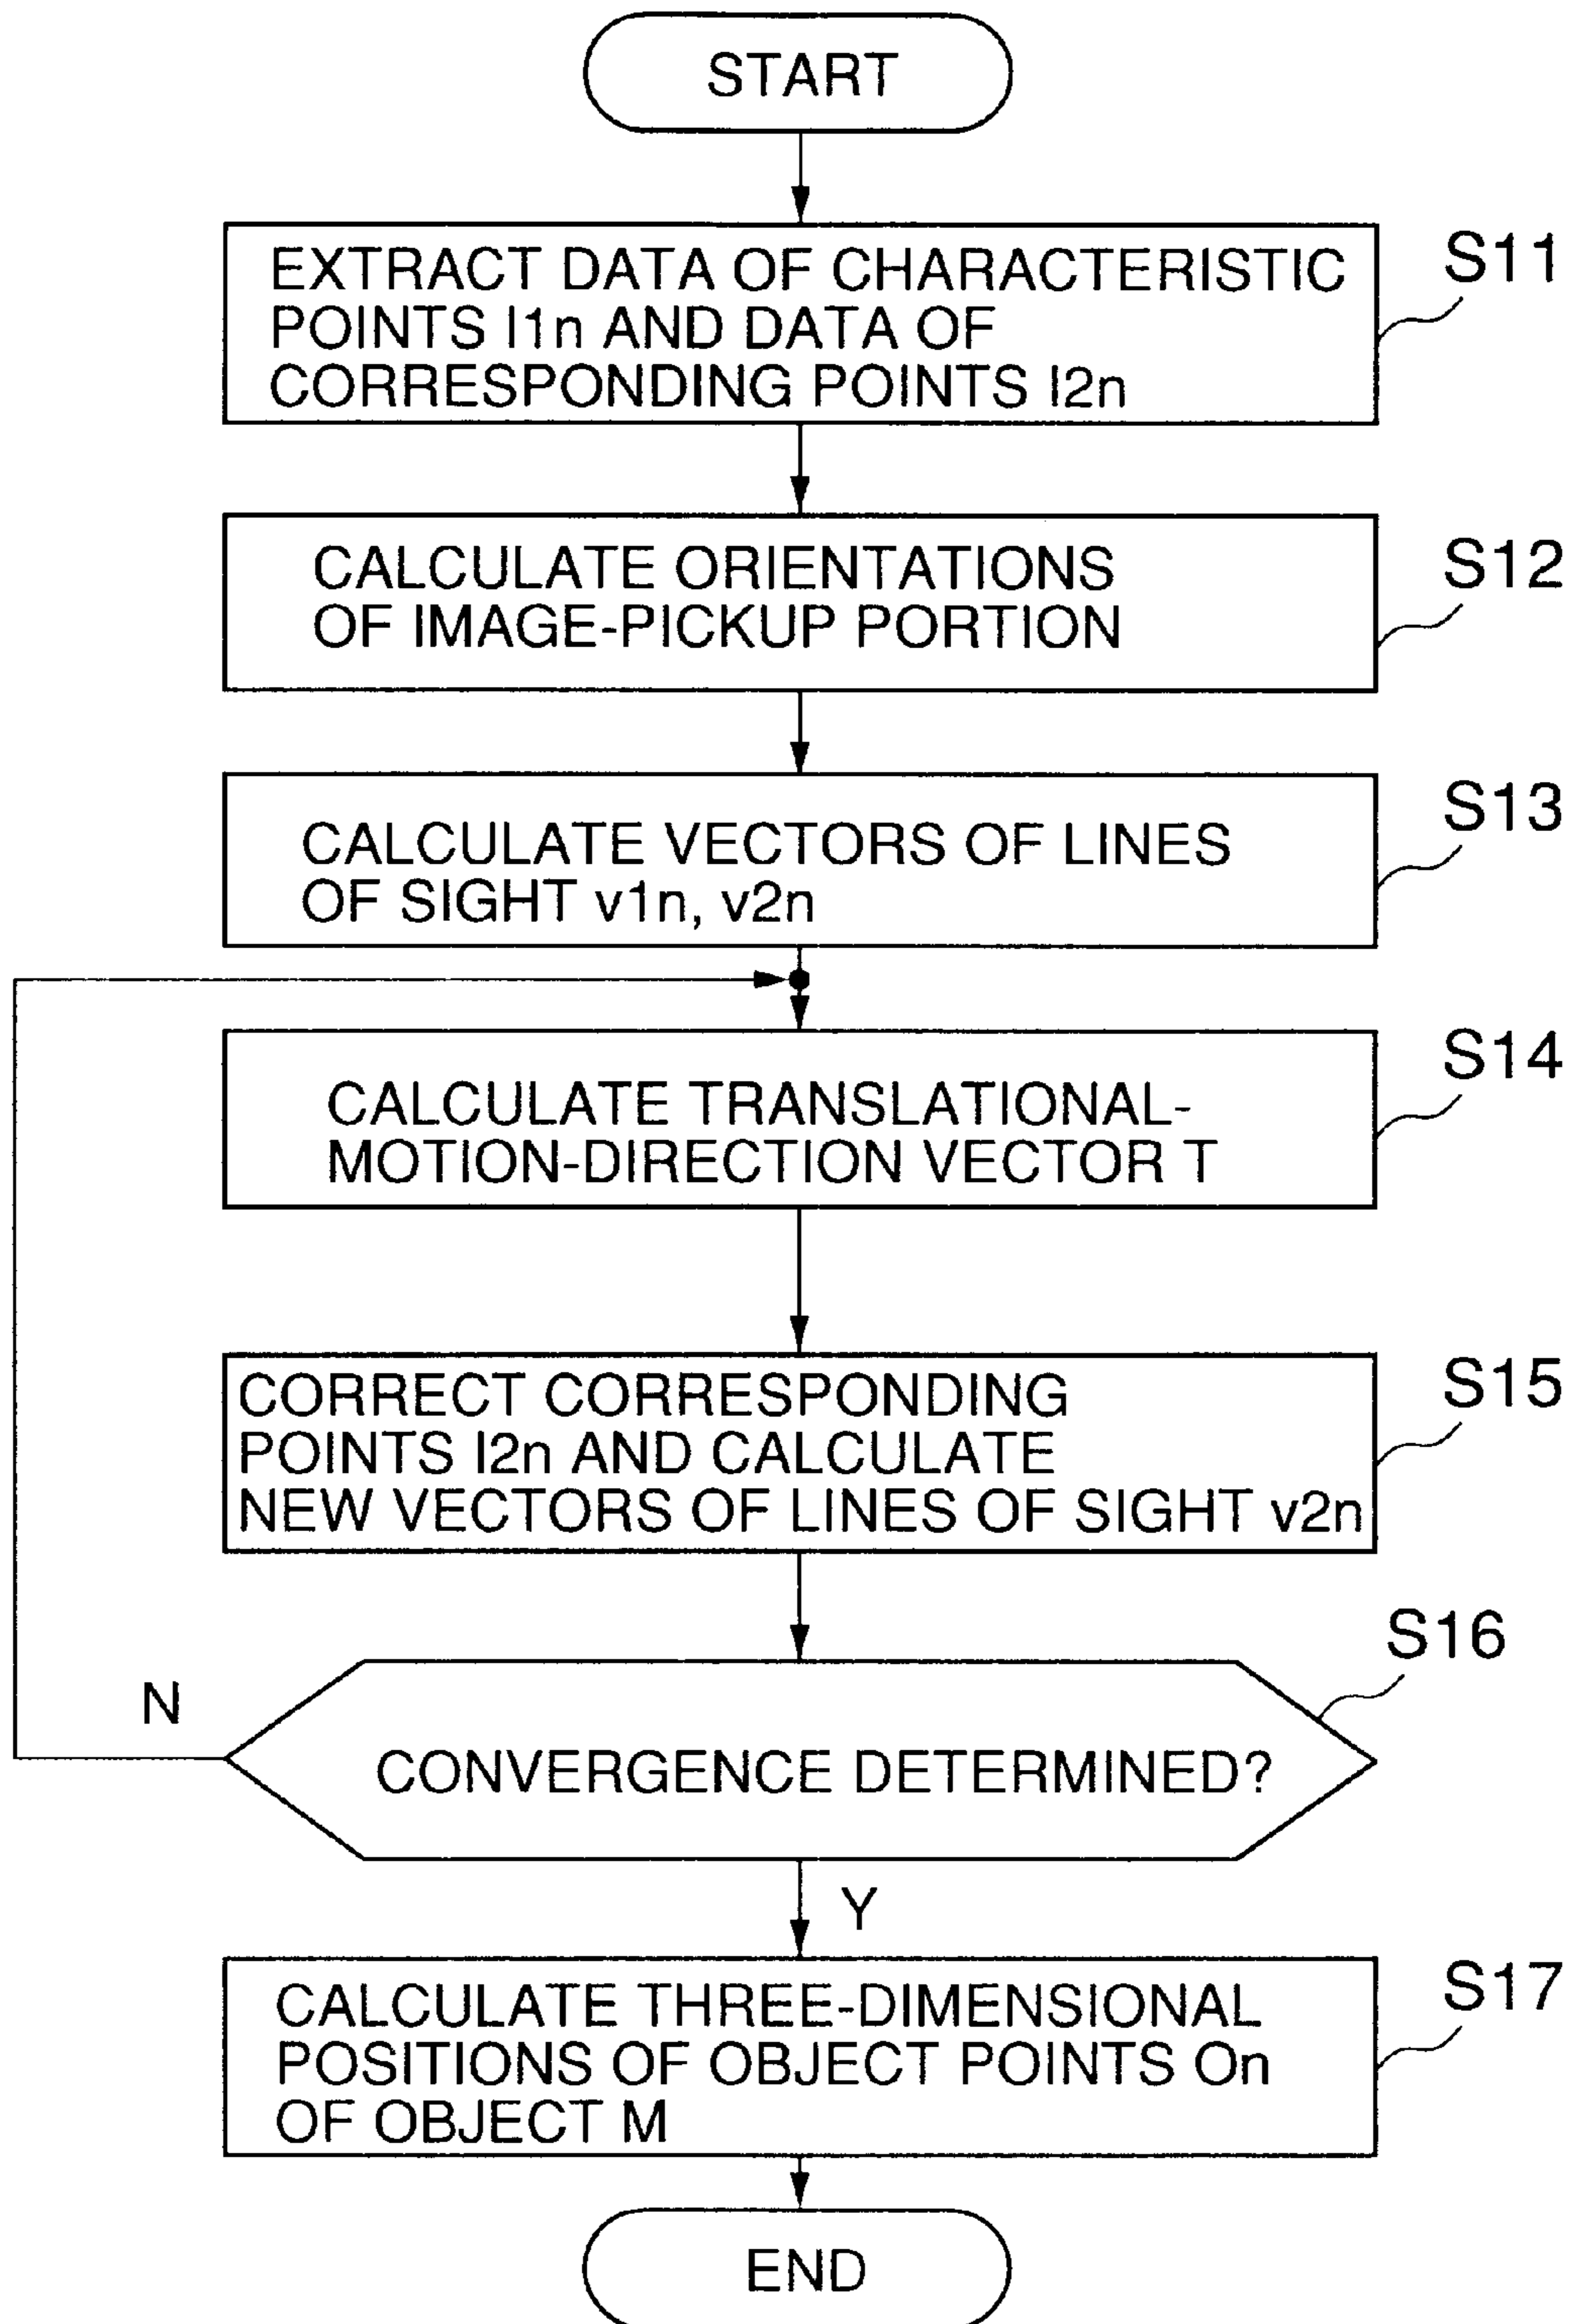 START
EXTRACT DATA OF CHARACTERISTIC
POINTS I1n AND DATA OF
CORRESPONDING POINTS I2n
S11
CALCULATE ORIENTATIONS
OF IMAGE-PICKUP PORTION
S12
CALCULATE VECTORS OF LINES
OF SIGHT v1n, v2n
S13
CALCULATE TRANSLATIONAL-
MOTION-DIRECTION VECTOR T
S14
CORRECT CORRESPONDING
POINTS I2n AND CALCULATE
NEW VECTORS OF LINES OF SIGHT v2n
S15
CONVERGENCE DETERMINED?
S16
N
Y
CALCULATE THREE-DIMENSIONAL
POSITIONS OF OBJECT POINTS On
OF OBJECT M
S17
END